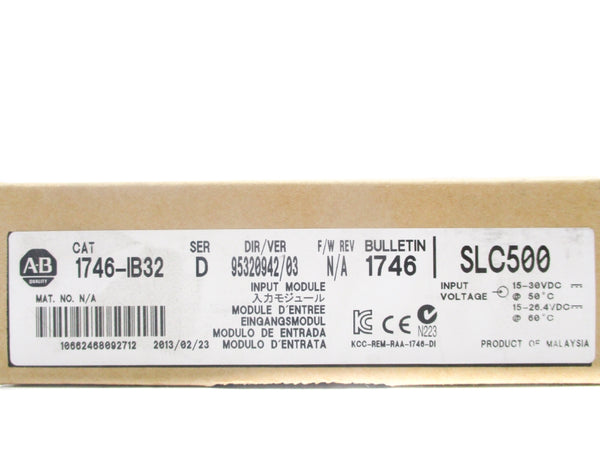 A-B
QUALITY
CAT SER DIR/VER F/W REV BULLETIN
1746-IB32 D 95320942/03 N/A 1746 SLC500
MAT. NO. N/A
10662468092712 2013/02/23
INPUT MODULE
入力モジュール
MODULE D'ENTREE
EINGANGSMODUL
MODULO DE ENTRADA
MODULO D'ENTRATA
CE N223
KCC-REM-RAA-1746-DI
INPUT VOLTAGE
15-30VDC
@ 50°C
15-26.4VDC
@ 60°C
PRODUCT OF MALAYSIA